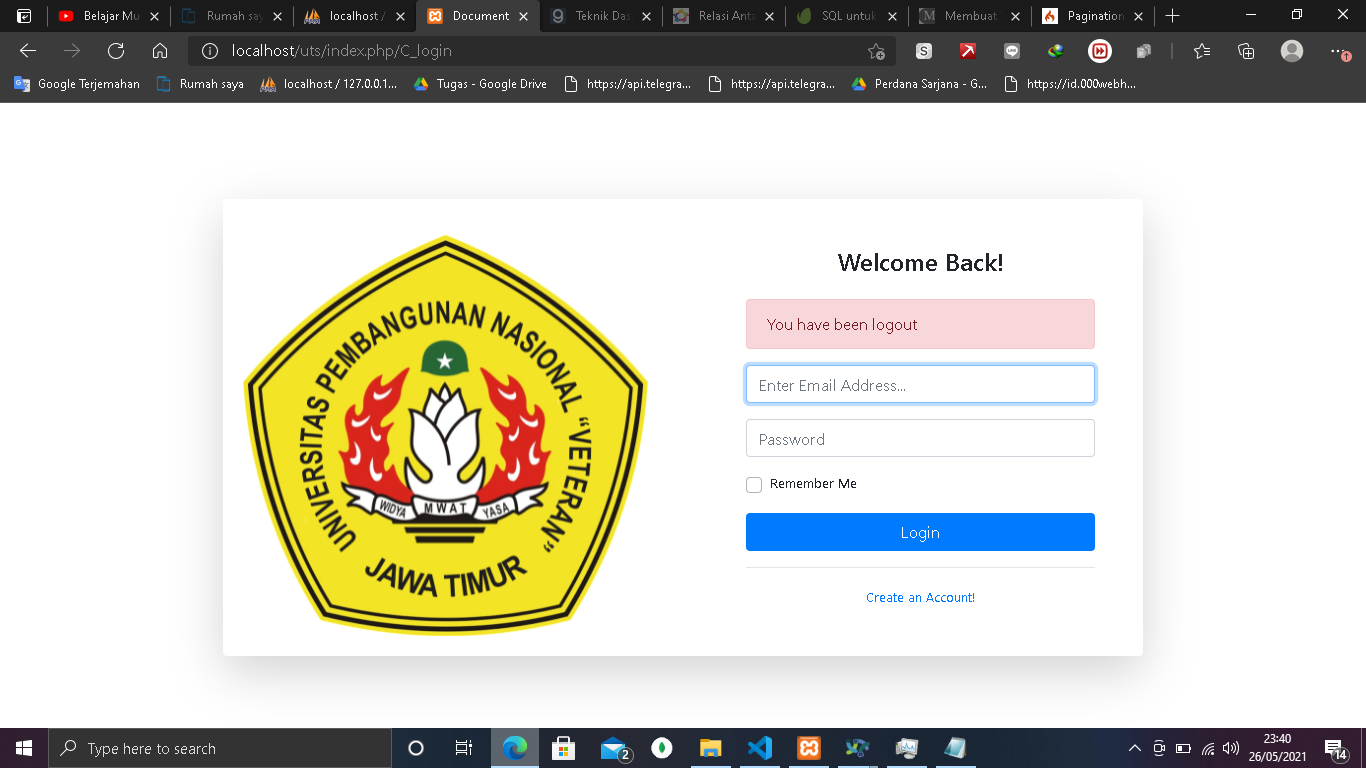 Belajar Mu
Rumah say
localhost /
Document
Teknik Das
Relasi Anta
SQL untuk
Membuat
Pagination
localhost/uts/index.php/C_login
Google Terjemahan
Rumah saya
localhost / 127.0.0.1...
Tugas - Google Drive
https://api.telegra...
https://api.telegra...
Perdana Sarjana - G...
https://id.000webh...
UNIVERSITAS PEMBANGUNAN NASIONAL “VETERAN”
WIDYA MWAT YASA
JAWA TIMUR
Welcome Back!
You have been logout
Enter Email Address...
Password
Remember Me
Login
Create an Account!
Type here to search
2
23:40
26/05/2021
14